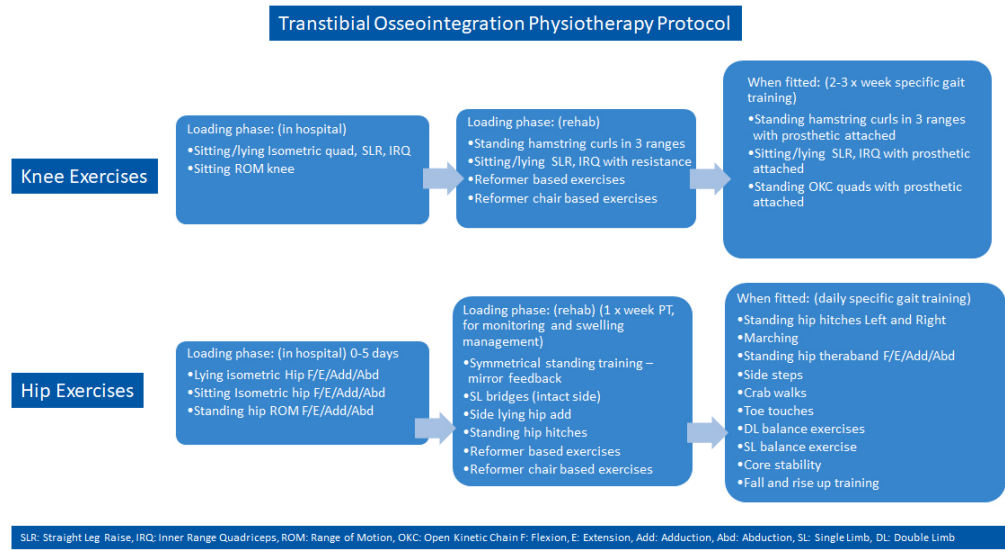 Transtibial Osseointegration Physiotherapy Protocol
Knee Exercises
Loading phase: (in hospital)
•Sitting/lying Isometric quad, SLR, IRQ
•Sitting ROM knee
Loading phase: (rehab)
•Standing hamstring curls in 3 ranges
•Sitting/lying SLR, IRQ with resistance
•Reformer based exercises
•Reformer chair based exercises
When fitted: (2-3 x week specific gait
training)
•Standing hamstring curls in 3 ranges
with prosthetic attached
•Sitting/lying SLR, IRQ with prosthetic
attached
•Standing OKC quads with prosthetic
attached
Hip Exercises
Loading phase: (in hospital) 0-5 days
•Lying isometric Hip F/E/Add/Abd
•Sitting Isometric hip F/E/Add/Abd
•Standing hip ROM F/E/Add/Abd
Loading phase: (rehab) (1 x week PT,
for monitoring and swelling
management)
•Symmetrical standing training –
mirror feedback
•SL bridges (intact side)
•Side lying hip add
•Standing hip hitches
•Reformer based exercises
•Reformer chair based exercises
When fitted: (daily specific gait training)
•Standing hip hitches Left and Right
•Marching
•Standing hip theraband F/E/Add/Abd
•Side steps
•Crab walks
•Toe touches
•DL balance exercises
•SL balance exercise
•Core stability
•Fall and rise up training
SLR: Straight Leg Raise, IRQ: Inner Range Quadriceps, ROM: Range of Motion, OKC: Open Kinetic Chain F: Flexion, E: Extension, Add: Adduction, Abd: Abduction, SL: Single Limb, DL: Double Limb